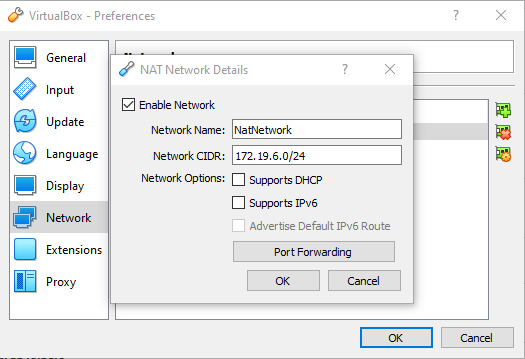 VirtualBox - Preferences
General
Input
Update
Language
Display
Network
Extensions
Proxy
NAT Network Details
Enable Network
Network Name: NatNetwork
Network CIDR: 172.19.6.0/24
Network Options: Supports DHCP
Supports IPv6
Advertise Default IPv6 Route
Port Forwarding
OK Cancel
OK Cancel